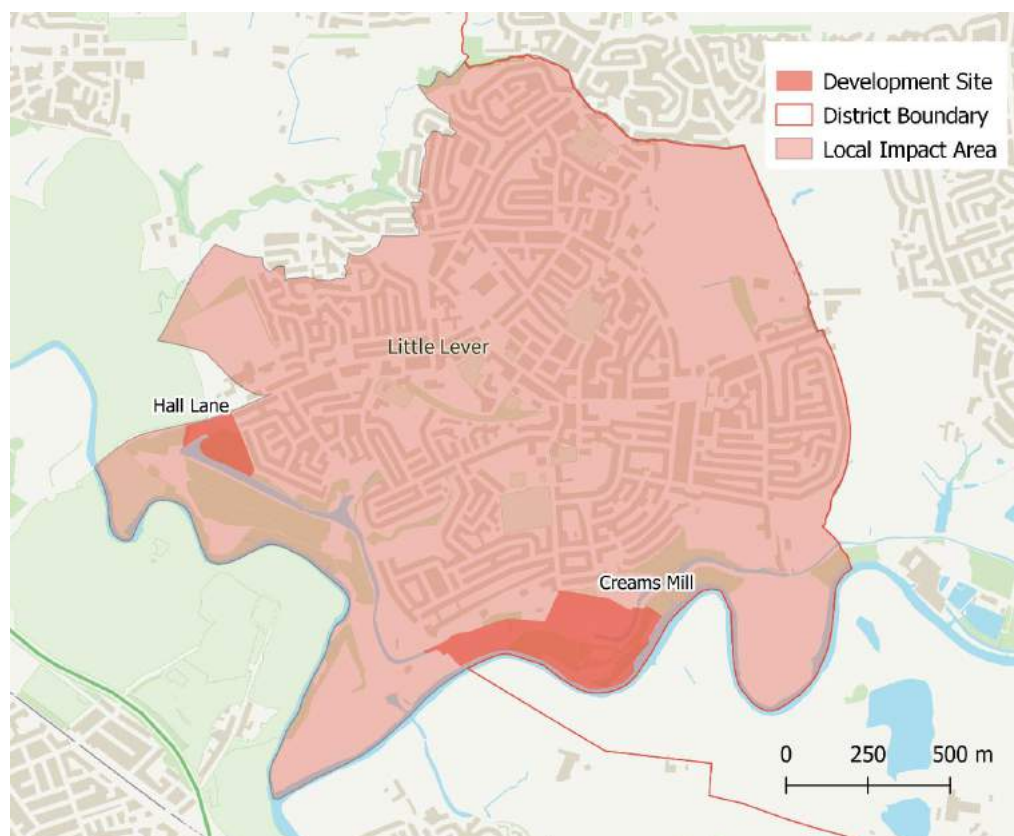 Development Site
District Boundary
Local Impact Area
Little Lever
Hall Lane
Creams Mill
0 250 500 m